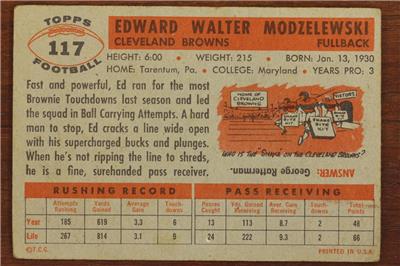 TOPPS
117
FOOTBALL
EDWARD WALTER MODZELEWSKI
CLEVELAND BROWNS FULLBACK
HEIGHT: 6:00 • WEIGHT: 215 • BORN: Jan. 13, 1930
HOME: Tarentum, Pa. • COLLEGE: Maryland • YEARS PRO: 3
Fast and powerful, Ed ran for the most
Brownie Touchdowns last season and led
the squad in Ball Carrying Attempts. A hard
man to stop, Ed cracks a line wide open
with his supercharged bucks and plunges.
When he's not ripping the line to shreds,
he is a fine, surehanded pass receiver.
HOME OF CLEVELAND BROWNS
VISITORS
WHO IS THE "SNAKE" ON THE CLEVELAND BROWNS?
ANSWER: George Ratterman.
RUSHING RECORD PASS RECEIVING
Attempts Rushing Yards Gained Average Gained Touchdowns Passes Caught Yds. Gained Receiving Aver. Gain Receiving Touchdowns Receiving Total Points
Year 185 619 3.3 6 13 113 8.7 2 48
Life 267 814 3.1 9 24 222 9.3 2 66
©T.C.G. PRINTED IN U.S.A.